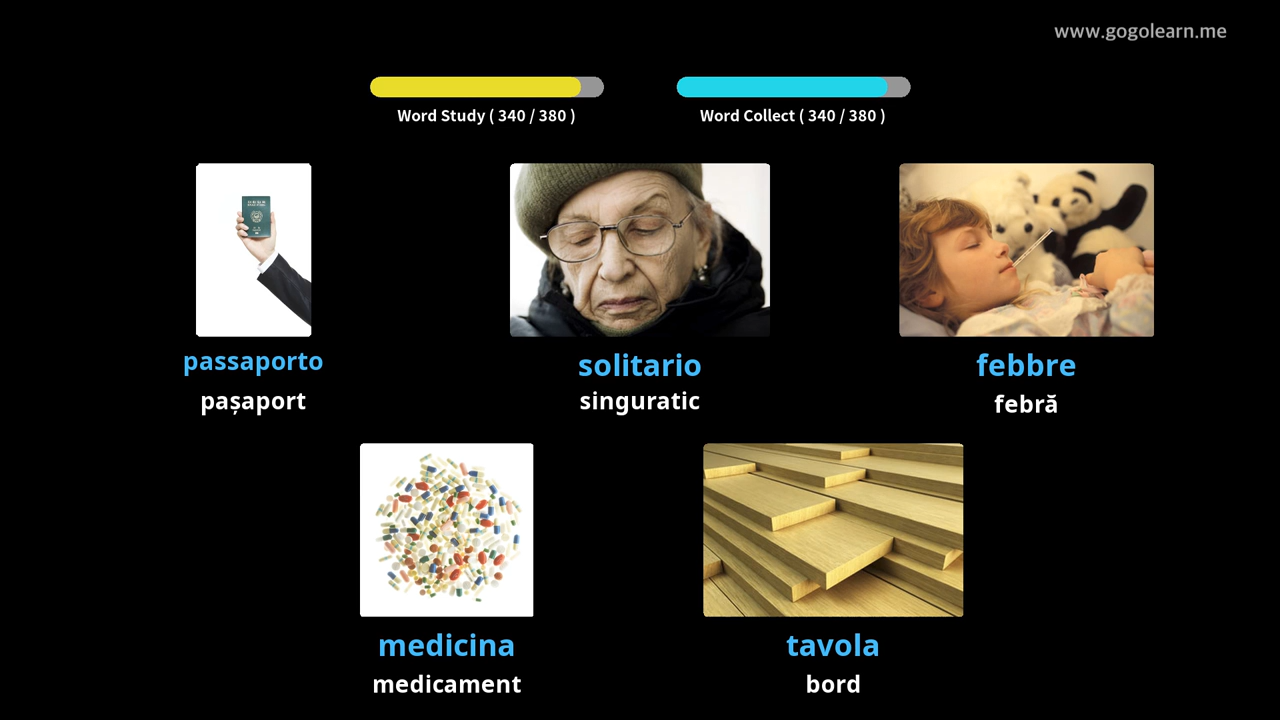 www.gogolearn.me
Word Study ( 340 / 380 )
Word Collect ( 340 / 380 )
passaporto
pașaport
solitario
singuratic
febbre
febră
medicina
medicament
tavola
bord